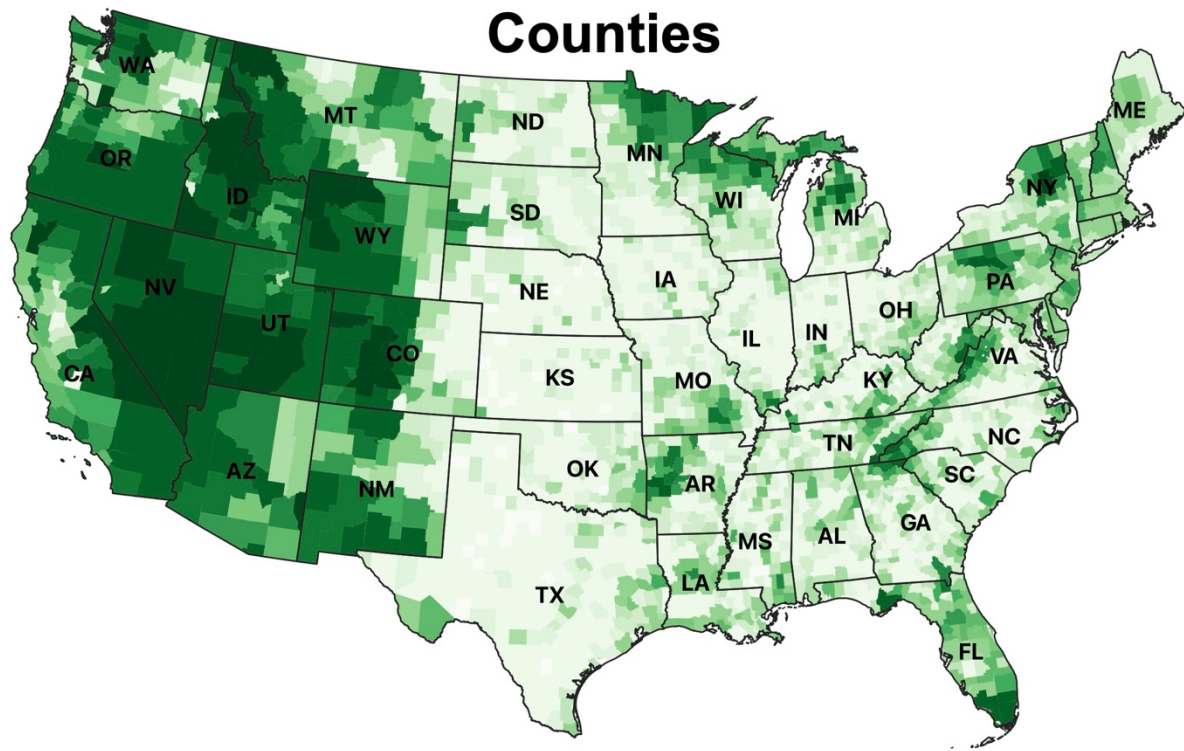 Counties
WA
MT
ND
ME
MN
OR
ID
WY
SD
WI
MI
NY
NV
UT
NE
IA
PA
CA
CO
KS
MO
IL
IN
OH
VA
KY
AZ
NM
OK
AR
TN
NC
SC
MS
AL
GA
TX
LA
FL